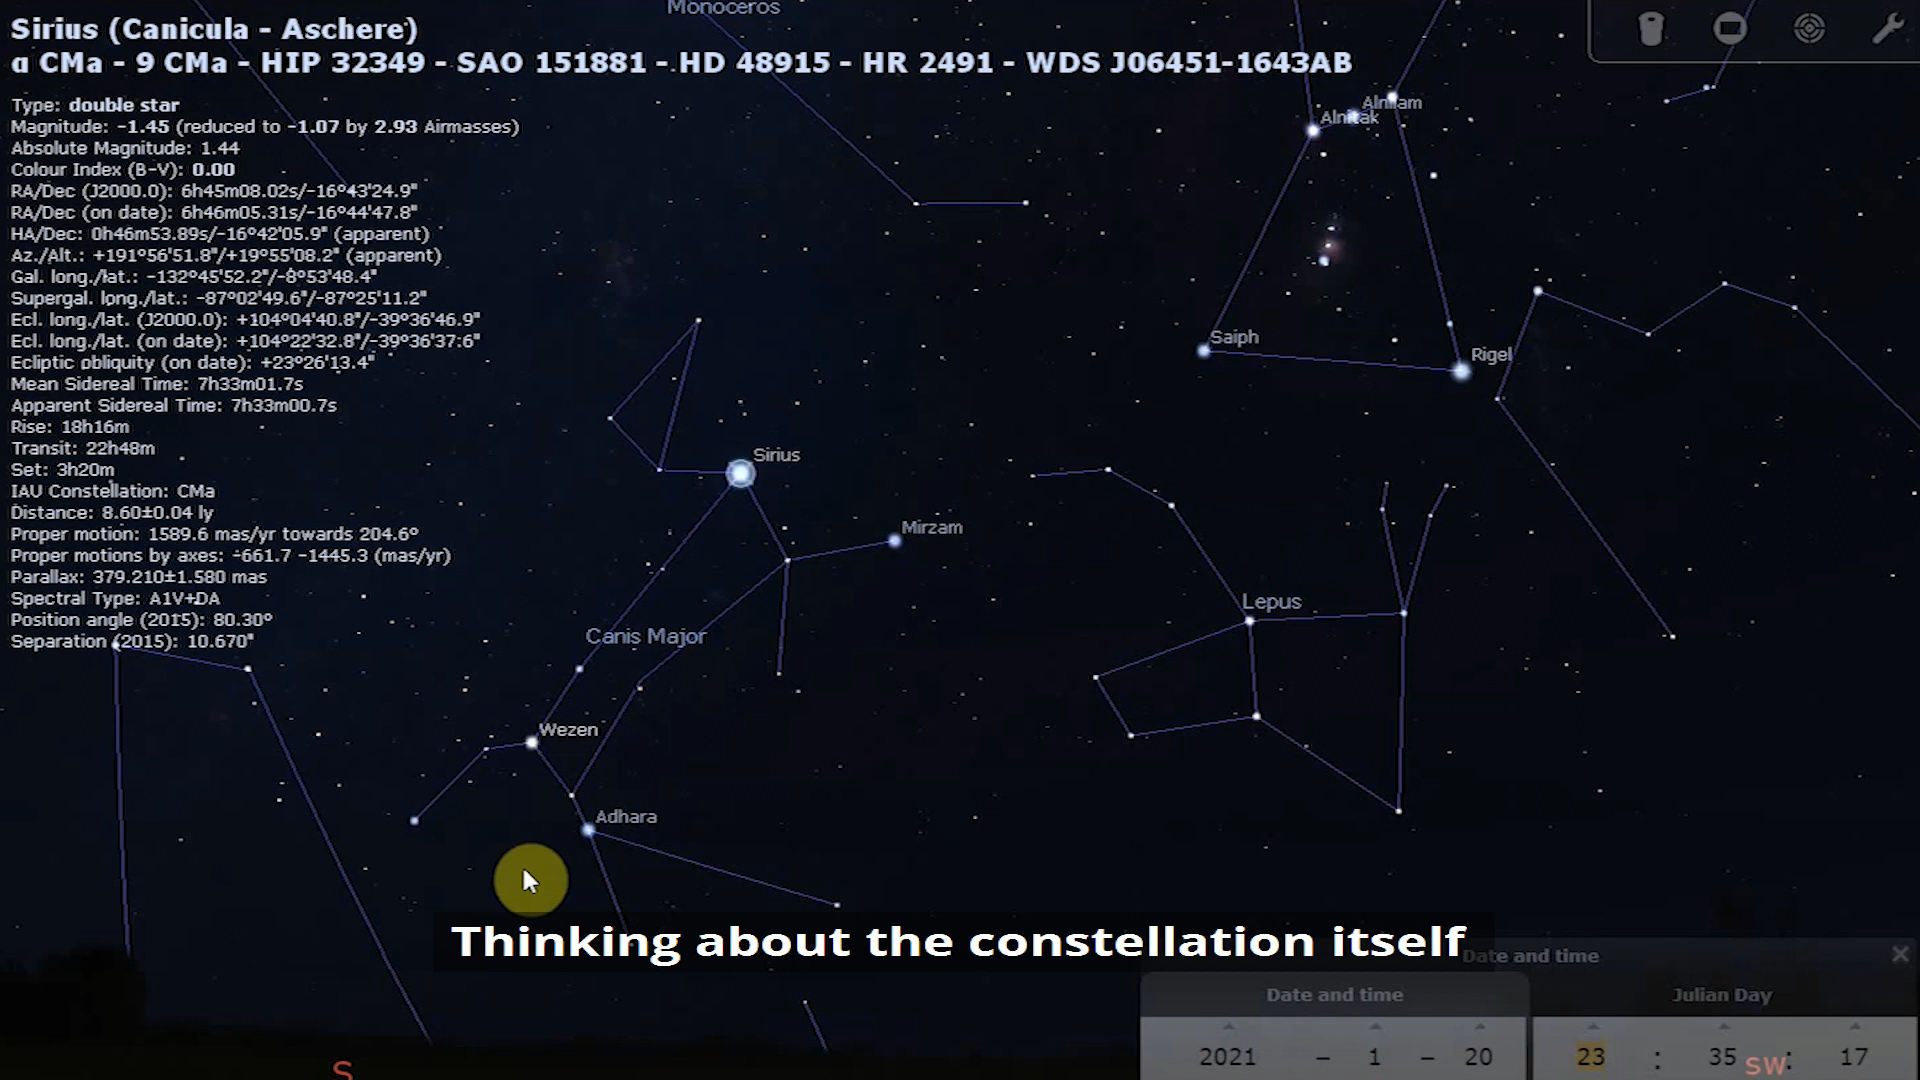 Monoceros
Sirius (Canicula - Aschere)
α CMa - 9 CMa - HIP 32349 - SAO 151881 - HD 48915 - HR 2491 - WDS J06451-1643AB
Type: double star
Magnitude: -1.45 (reduced to -1.07 by 2.93 Airmasses)
Absolute Magnitude: 1.44
Colour Index (B-V): 0.00
RA/Dec (J2000.0): 6h45m08.02s/-16°43'24.9"
RA/Dec (on date): 6h46m05.31s/-16°44'47.8"
HA/Dec: 0h46m53.89s/-16°42'05.9" (apparent)
Az./Alt.: +191°56'51.8"/+19°55'08.2" (apparent)
Gal. long./lat.: -132°45'52.2"/-8°53'48.4"
Supergal. long./lat.: -87°02'49.6"/-87°25'11.2"
Ecl. long./lat. (J2000.0): +104°04'40.8"/-39°36'46.9"
Ecl. long./lat. (on date): +104°22'32.8"/-39°36'37.6"
Ecliptic obliquity (on date): +23°26'13.4"
Mean Sidereal Time: 7h33m01.7s
Apparent Sidereal Time: 7h33m00.7s
Rise: 18h16m
Transit: 22h48m
Set: 3h20m
IAU Constellation: CMa
Distance: 8.60±0.04 ly
Proper motion: 1589.6 mas/yr towards 204.6°
Proper motions by axes: -661.7 -1445.3 (mas/yr)
Parallax: 379.210±1.580 mas
Spectral Type: A1V+DA
Position angle (2015): 80.30°
Separation (2015): 10.670"
Alnilam
Alnitak
Saiph
Rigel
Sirius
Mirzam
Lepus
Canis Major
Wezen
Adhara
Thinking about the constellation itself
Date and time
Date and time
Julian Day
2021 - 1 - 20
23 : 35 : 17
S
SW